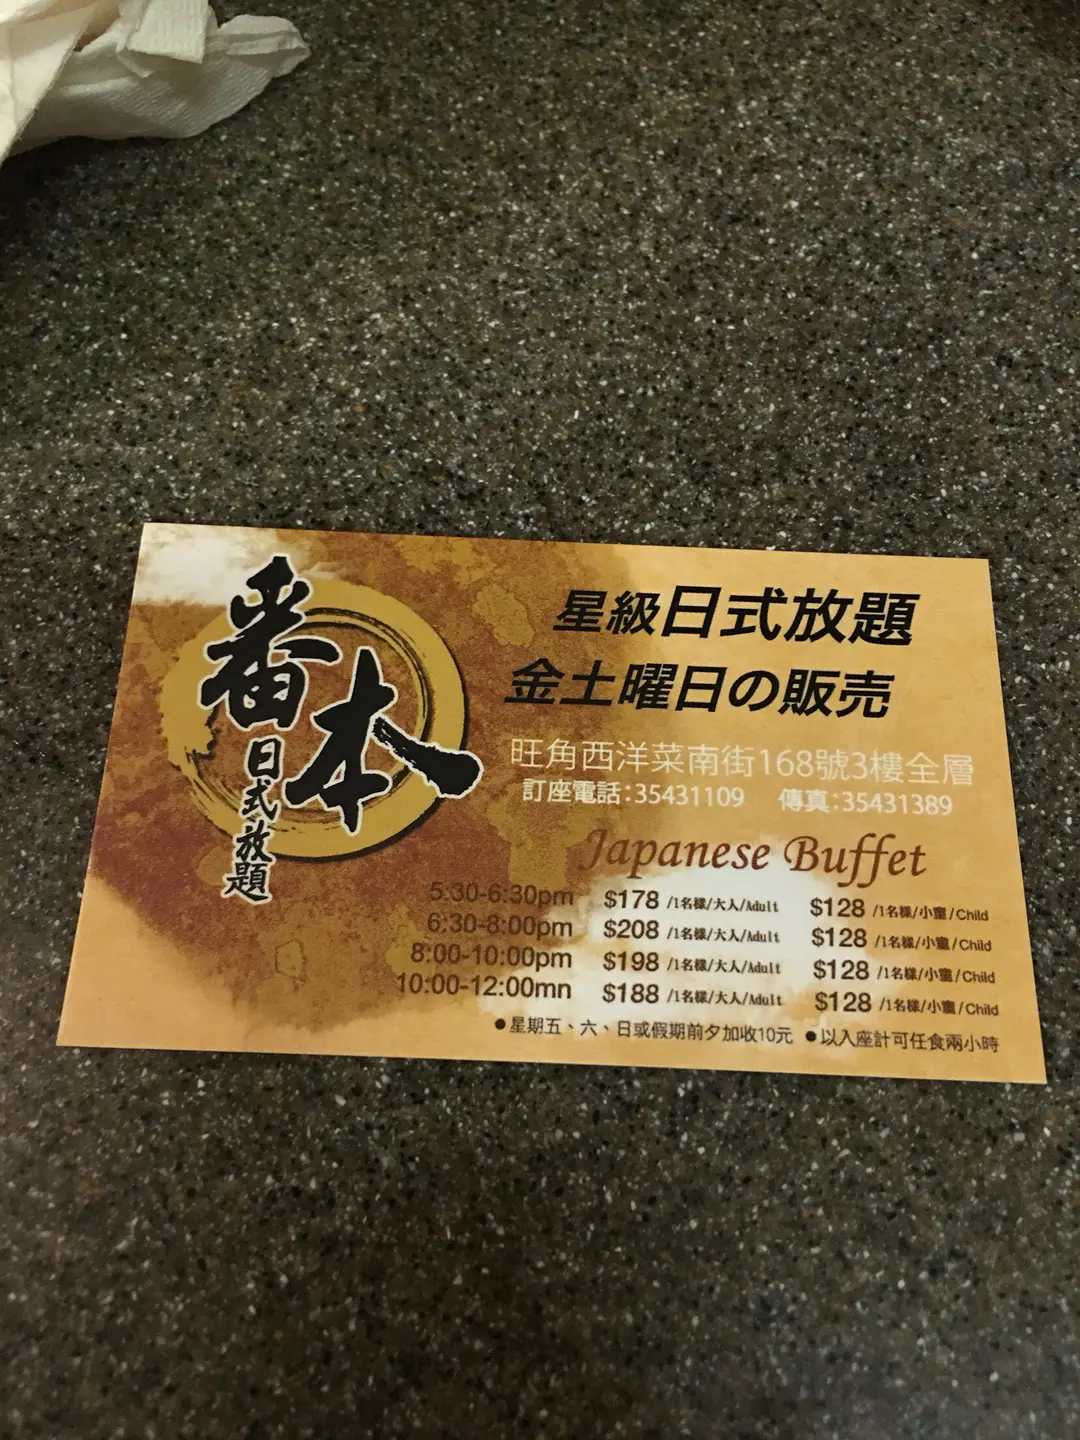 番本
日式放題
星級日式放題
金土曜日の販売
旺角西洋菜南街168號3樓全層
訂座電話:35431109 傳真:35431389
Japanese Buffet
5:30-6:30pm $178 /1名樣/大人/Adult $128 /1名樣/小童/Child
6:30-8:00pm $208 /1名樣/大人/Adult $128 /1名樣/小童/Child
8:00-10:00pm $198 /1名樣/大人/Adult $128 /1名樣/小童/Child
10:00-12:00mn $188 /1名樣/大人/Adult $128 /1名樣/小童/Child
●星期五、六、日或假期前夕加收10元 ●以入座計可任食兩小時